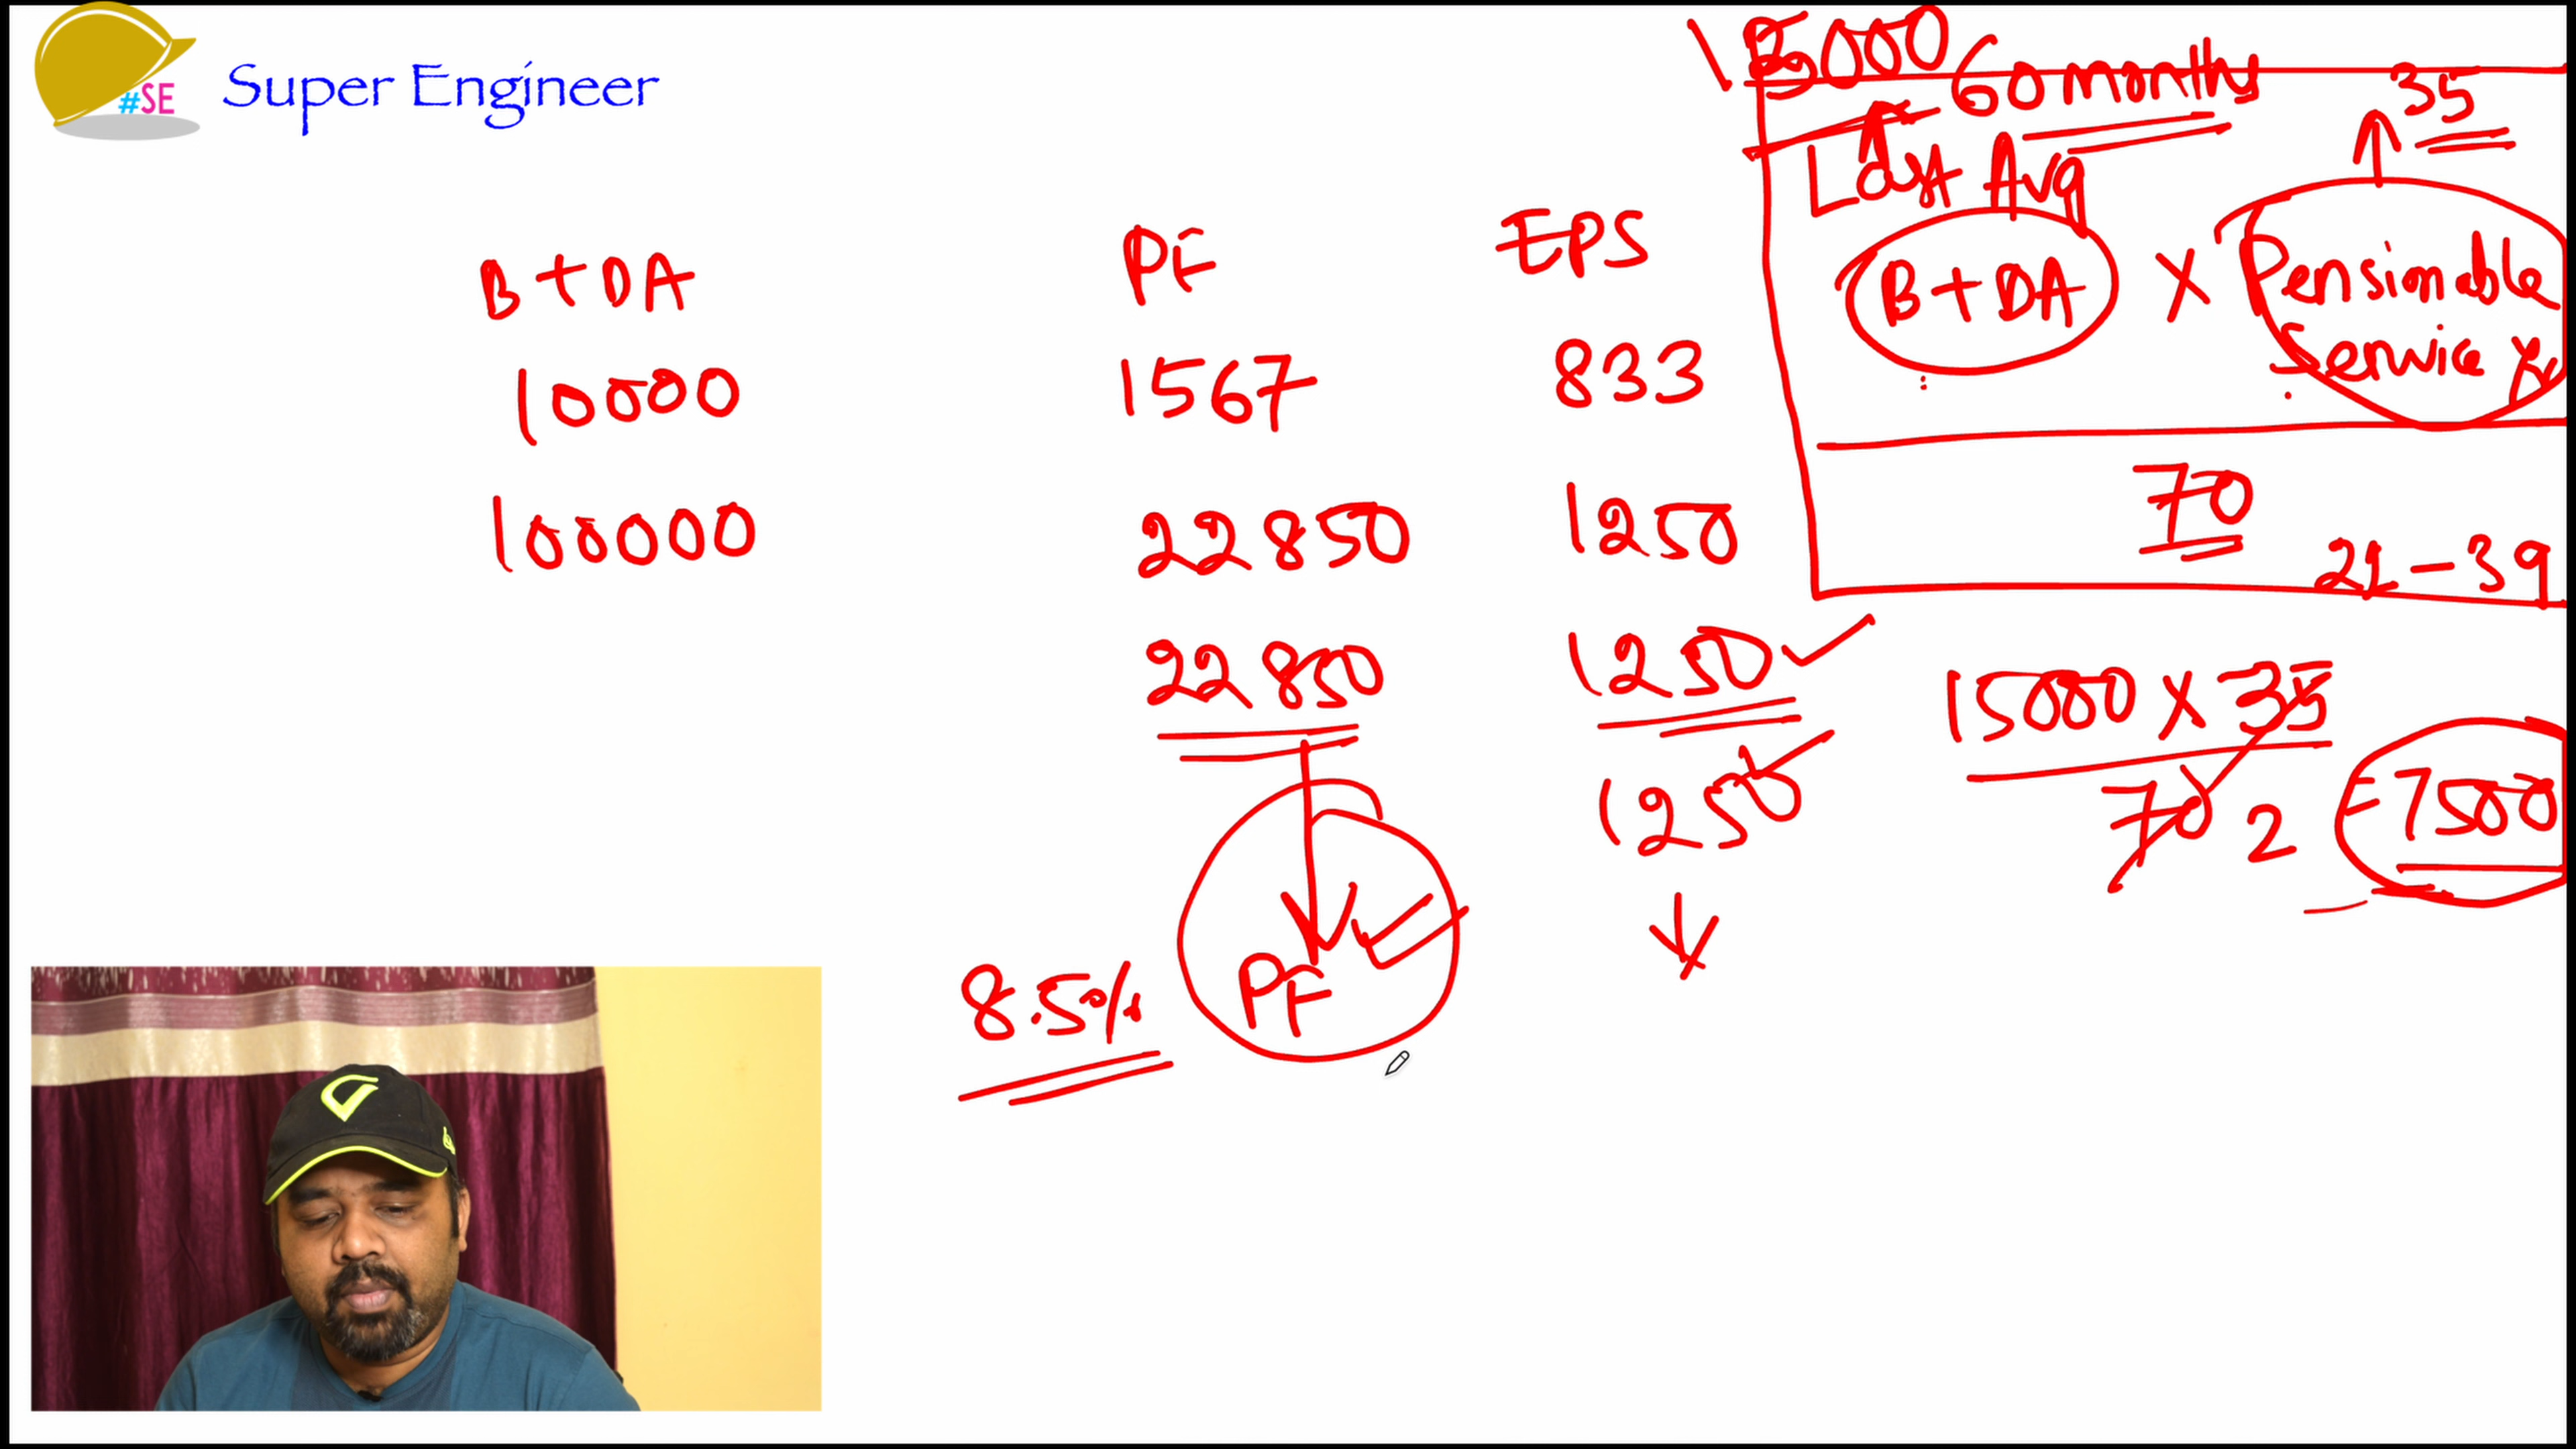 #SE
Super Engineer
B+DA PF EPS
10000 1567 833
100000 22850 1250
22850 1250
1250
8.5%
PF
15000
60 months
35
Last Avg
B+DA X Pensionable
Service
70
21-39
15000 X 35
70 2 =7500